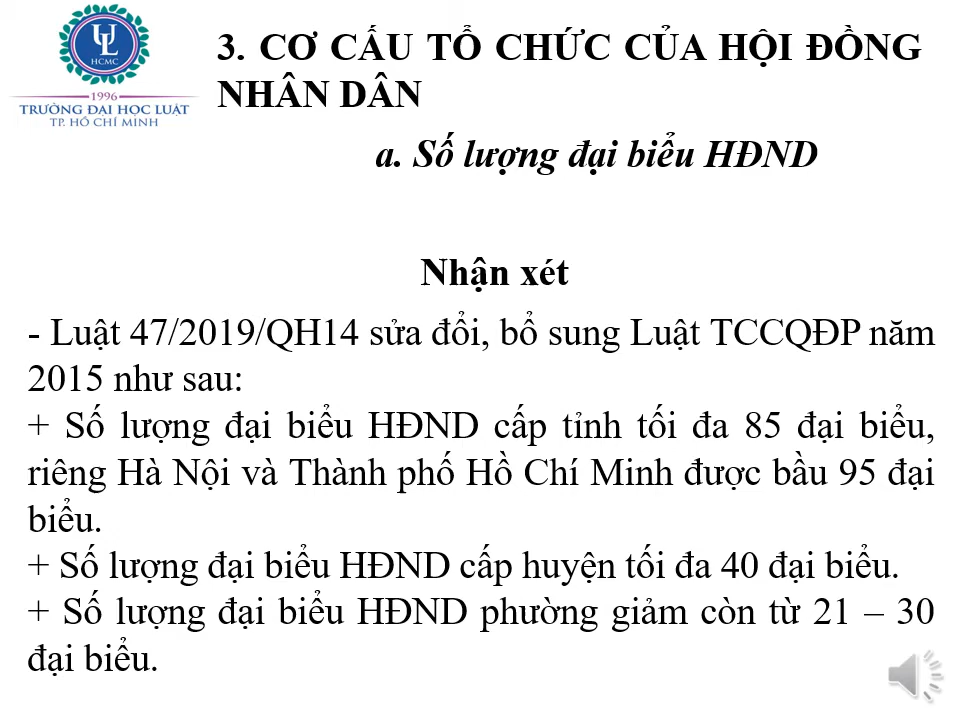 UL
HCMC
1996
TRƯỜNG ĐẠI HỌC LUẬT
TP. HỒ CHÍ MINH
3. CƠ CẤU TỔ CHỨC CỦA HỘI ĐỒNG
NHÂN DÂN
a. Số lượng đại biểu HĐND
Nhận xét
- Luật 47/2019/QH14 sửa đổi, bổ sung Luật TCCQĐP năm
2015 như sau:
+ Số lượng đại biểu HĐND cấp tỉnh tối đa 85 đại biểu,
riêng Hà Nội và Thành phố Hồ Chí Minh được bầu 95 đại
biểu.
+ Số lượng đại biểu HĐND cấp huyện tối đa 40 đại biểu.
+ Số lượng đại biểu HĐND phường giảm còn từ 21 – 30
đại biểu.